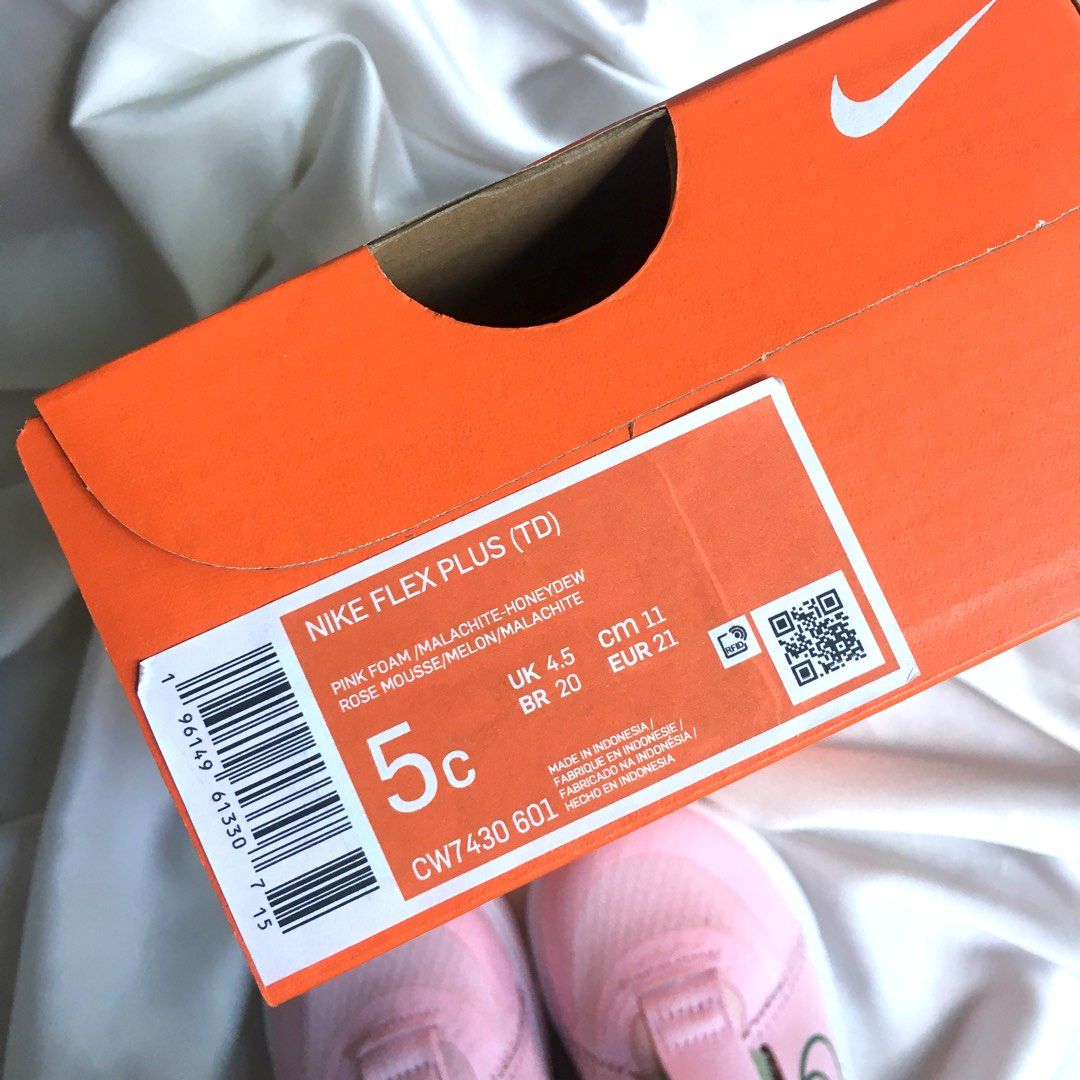 NIKE FLEX PLUS (TD)
PINK FOAM /MALACHITE-HONEYDEW
ROSE MOUSSE/MELON/MALACHITE
UK 4.5 cm 11
BR 20 EUR 21
RFID
5C
MADE IN INDONESIA /
FABRIQUE EN INDONESIE /
FABRICADO NA INDONÉSIA /
HECHO EN INDONESIA
CW7430 601
1 96149 61330 7 15